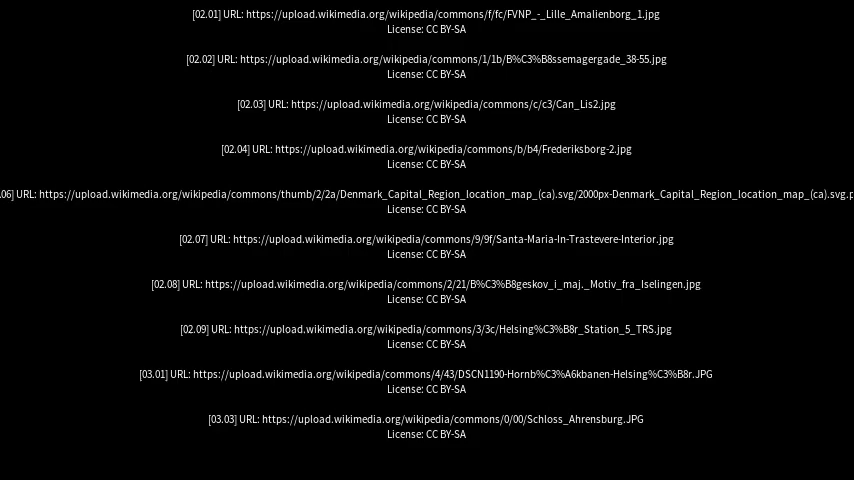 [02.01] URL: https://upload.wikimedia.org/wikipedia/commons/f/fc/FVNP_-_Lille_Amalienborg_1.jpg
License: CC BY-SA
[02.02] URL: https://upload.wikimedia.org/wikipedia/commons/1/1b/B%C3%B8ssemagergade_38-55.jpg
License: CC BY-SA
[02.03] URL: https://upload.wikimedia.org/wikipedia/commons/c/c3/Can_Lis2.jpg
License: CC BY-SA
[02.04] URL: https://upload.wikimedia.org/wikipedia/commons/b/b4/Frederiksborg-2.jpg
License: CC BY-SA
.06] URL: https://upload.wikimedia.org/wikipedia/commons/thumb/2/2a/Denmark_Capital_Region_location_map_(ca).svg/2000px-Denmark_Capital_Region_location_map_(ca).svg.p
License: CC BY-SA
[02.07] URL: https://upload.wikimedia.org/wikipedia/commons/9/9f/Santa-Maria-In-Trastevere-Interior.jpg
License: CC BY-SA
[02.08] URL: https://upload.wikimedia.org/wikipedia/commons/2/21/B%C3%B8geskov_i_maj._Motiv_fra_Iselingen.jpg
License: CC BY-SA
[02.09] URL: https://upload.wikimedia.org/wikipedia/commons/3/3c/Helsing%C3%B8r_Station_5_TRS.jpg
License: CC BY-SA
[03.01] URL: https://upload.wikimedia.org/wikipedia/commons/4/43/DSCN1190-Hornb%C3%A6kbanen-Helsing%C3%B8r.JPG
License: CC BY-SA
[03.03] URL: https://upload.wikimedia.org/wikipedia/commons/0/00/Schloss_Ahrensburg.JPG
License: CC BY-SA